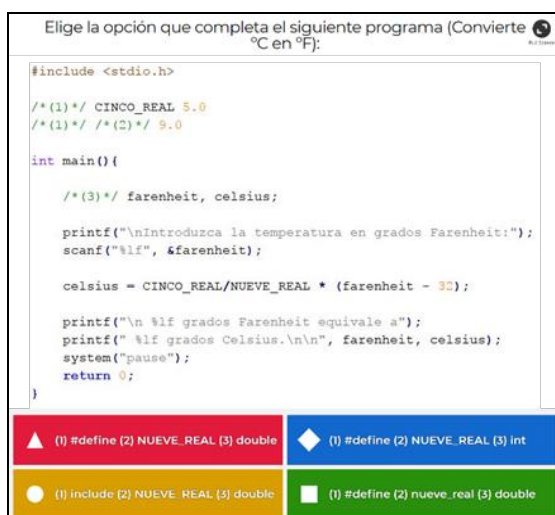 Elige la opción que completa el siguiente programa (Convierte
ºC en ºF):
#include <stdio.h>
/*(1)*/ CINCO_REAL 5.0
/*(1)*/ /*(2)*/ 9.0
int main(){
/*(3)*/ farenheit, celsius;
printf("\nIntroduzca la temperatura en grados Farenheit:");
scanf("%lf", &farenheit);
celsius = CINCO_REAL/NUEVE_REAL * (farenheit - 32);
printf("\n %lf grados Farenheit equivale a");
printf(" %lf grados Celsius.\n\n", farenheit, celsius);
system("pause");
return 0;
}
(1) #define (2) NUEVE_REAL (3) double
(1) #define (2) NUEVE_REAL (3) int
(1) include (2) NUEVE_REAL (3) double
(1) #define (2) nueve_real (3) double